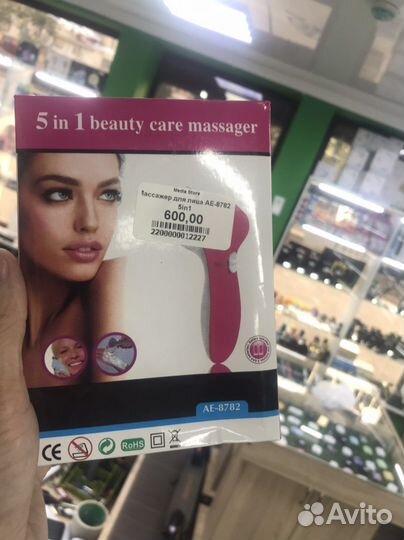 5 in 1 beauty care massager
Media Story
Массажер для лица AE-8782
5in1
600,00
2200000012227
AE-8782
CE
RoHS
Avito